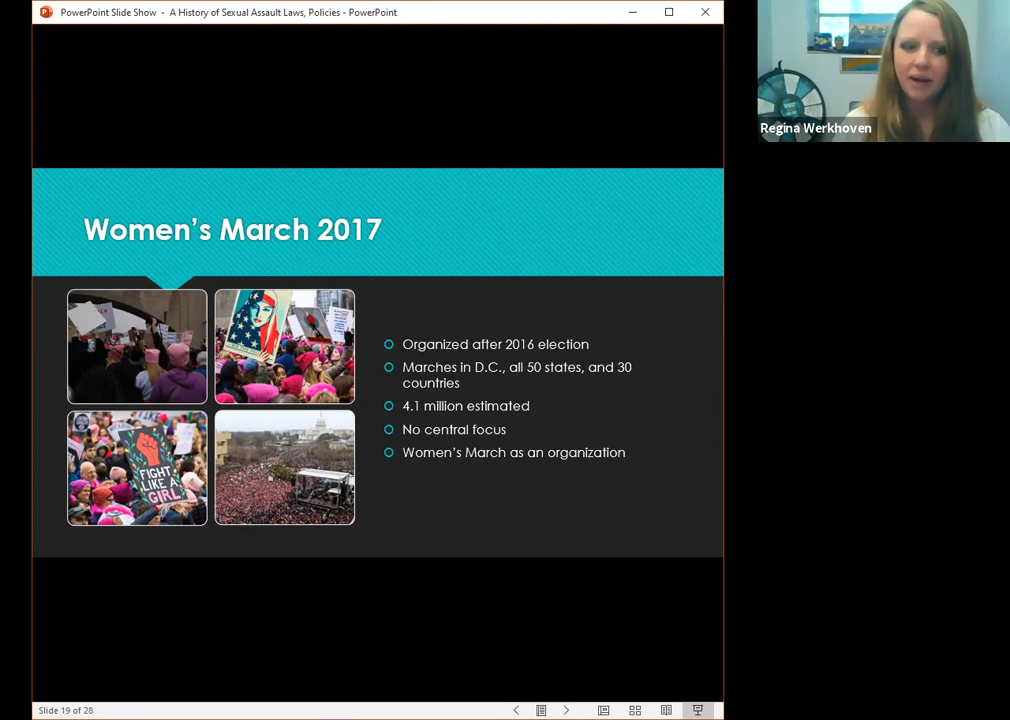 PowerPoint Slide Show - A History of Sexual Assault Laws, Policies - PowerPoint
Regina Werkhoven
Women's March 2017
FIGHT
LIKE A
GIRL
Organized after 2016 election
Marches in D.C., all 50 states, and 30
countries
4.1 million estimated
No central focus
Women's March as an organization
Slide 19 of 28